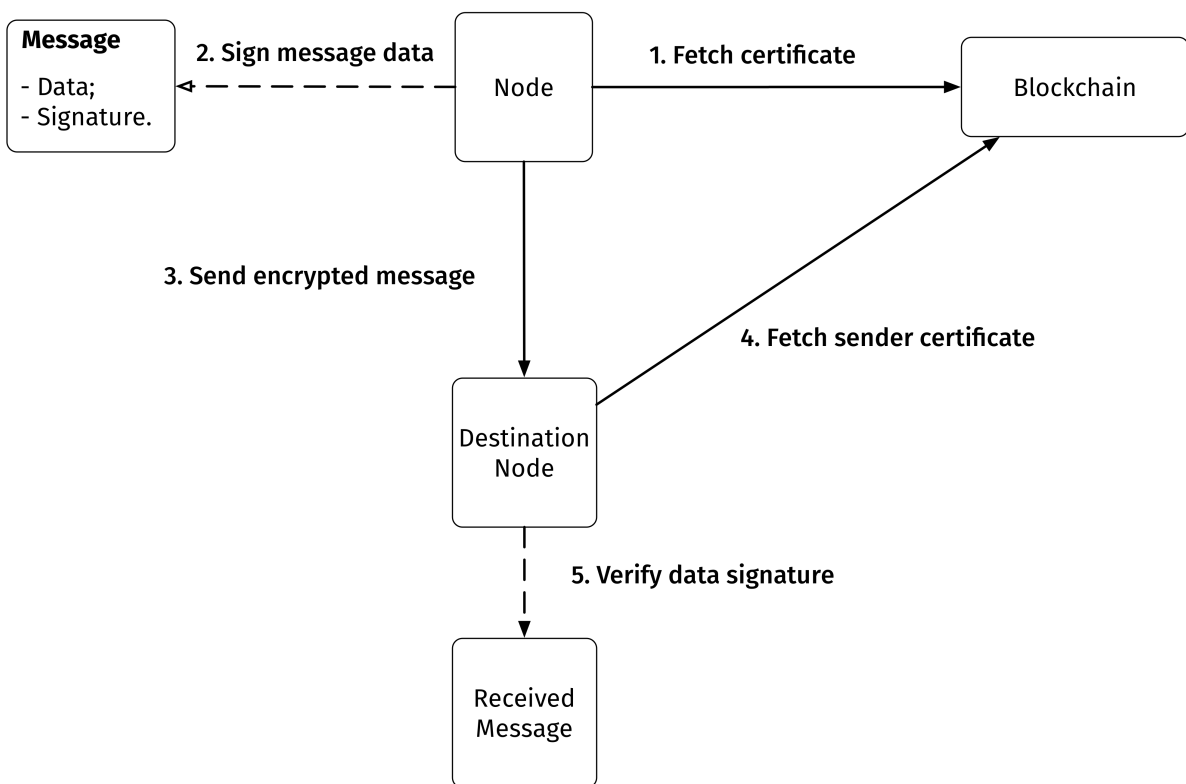 Message
- Data;
- Signature.
2. Sign message data
Node
1. Fetch certificate
Blockchain
3. Send encrypted message
4. Fetch sender certificate
Destination
Node
5. Verify data signature
Received
Message